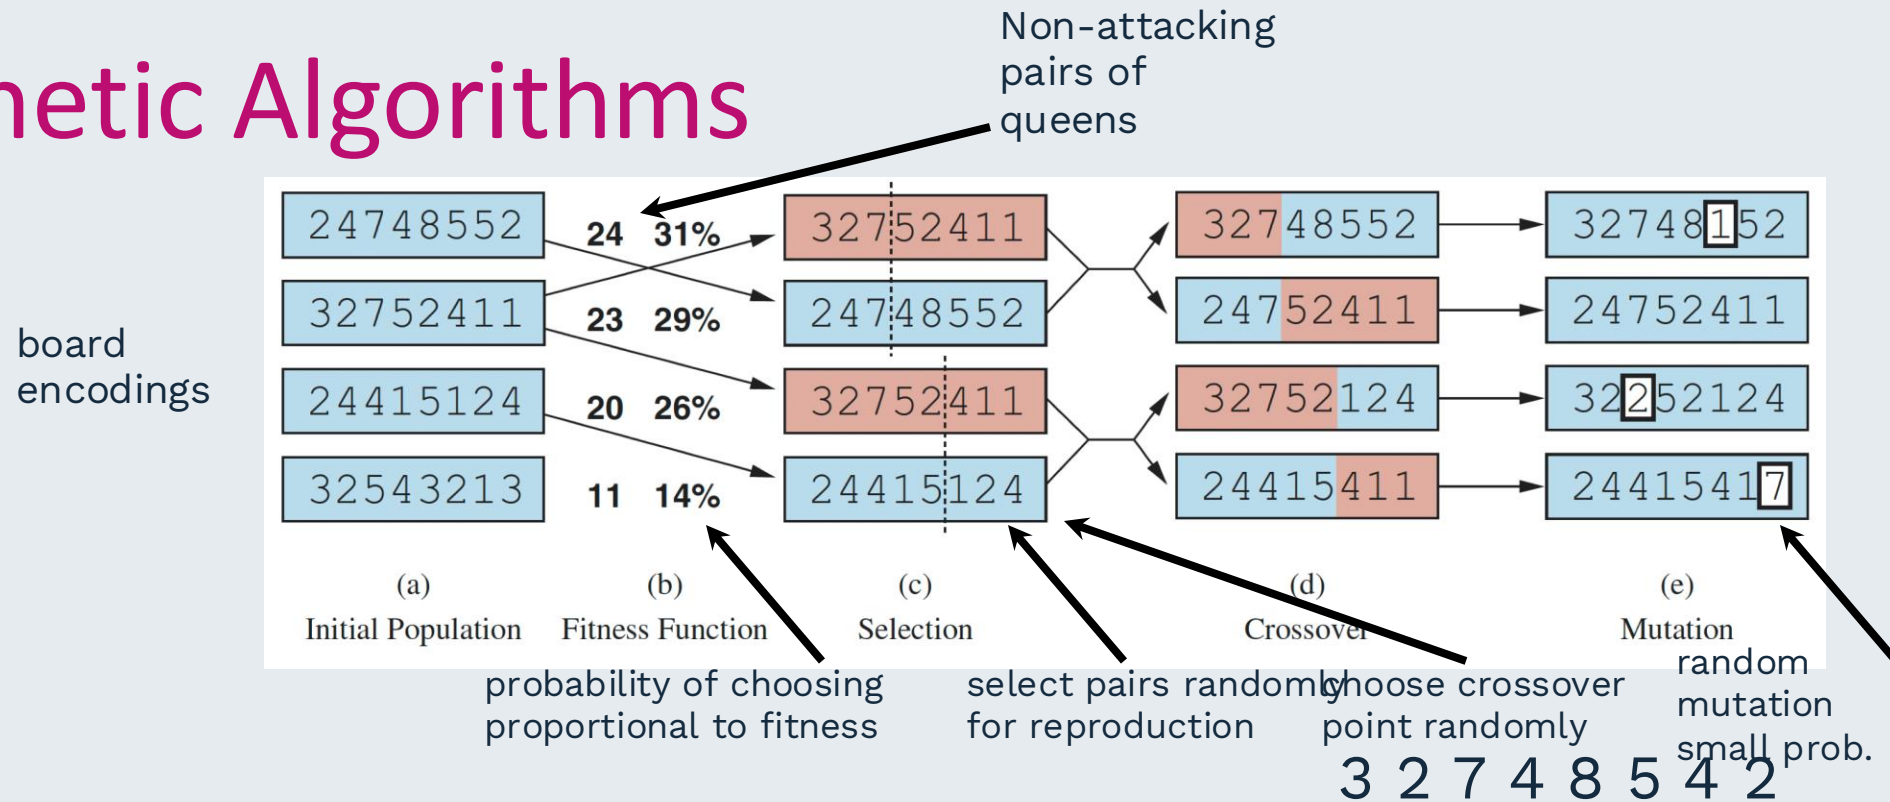 Non-attacking
pairs of
queens
netic Algorithms
board
encodings
24748552
32752411
24415124
32543213
24 31%
23 29%
20 26%
11 14%
32752411
24748552
32752411
24415124
32748552
24752411
32752124
24415411
32748152
24752411
32252124
24415417
(a)
Initial Population
(b)
Fitness Function
(c)
Selection
(d)
Crossover
(e)
Mutation
probability of choosing
proportional to fitness
select pairs randomly
for reproduction
choose crossover
point randomly
random
mutation
small prob.
3 2 7 4 8 5 4 2